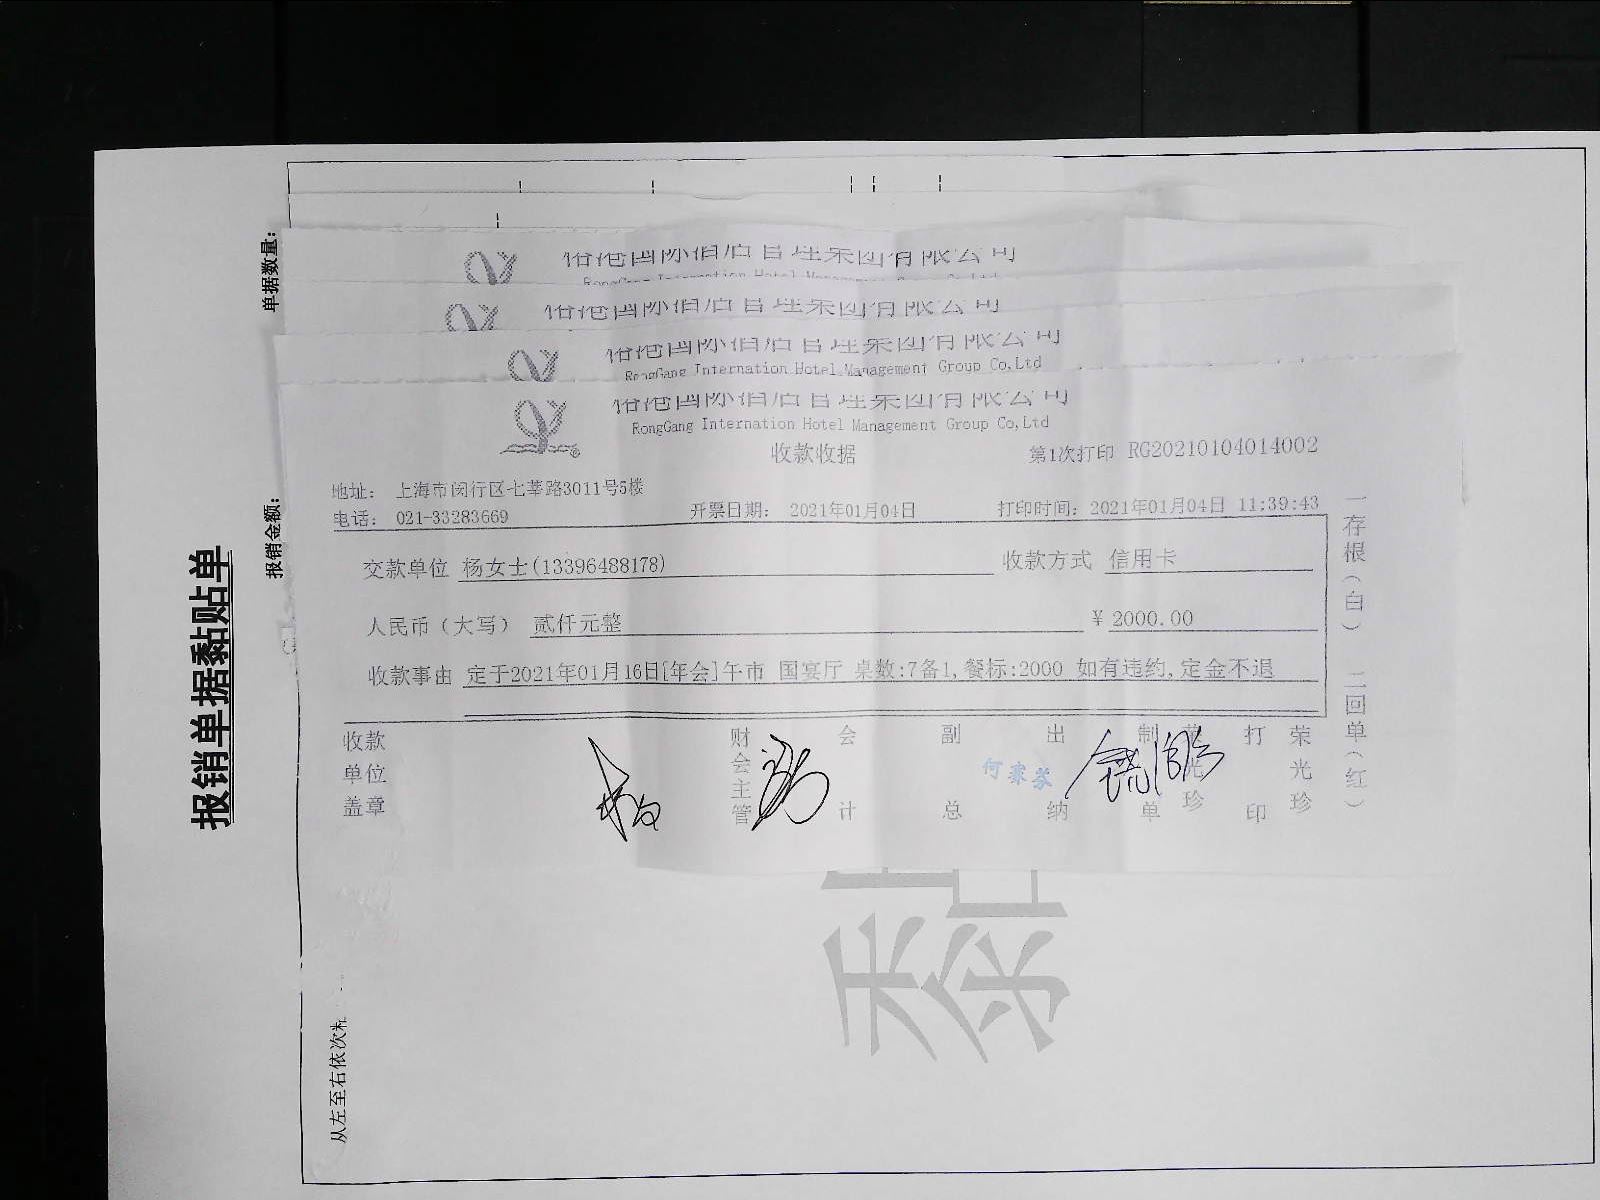 报销单据黏贴单
单据数量:
报销金额:
RongGang Internation Hotel Management Group Co,Ltd
RongGang Internation Hotel Management Group Co,Ltd
收款收据
第1次打印 RG20210104014002
地址: 上海市闵行区七莘路3011号5楼
电话: 021-33283669
开票日期: 2021年01月04日
打印时间: 2021年01月04日 11:39:43
交款单位 杨女士(13396488178)
收款方式 信用卡
人民币(大写) 贰仟元整
¥ 2000.00
收款事由 定于2021年01月16日[年会]午市 国宴厅 桌数:7备1,餐标:2000 如有违约,定金不退
收款单位盖章
财会主管
会计
副总
出纳
制单
打印
荣光珍
一存根(白) 二回单(红)
从左至右依次粘